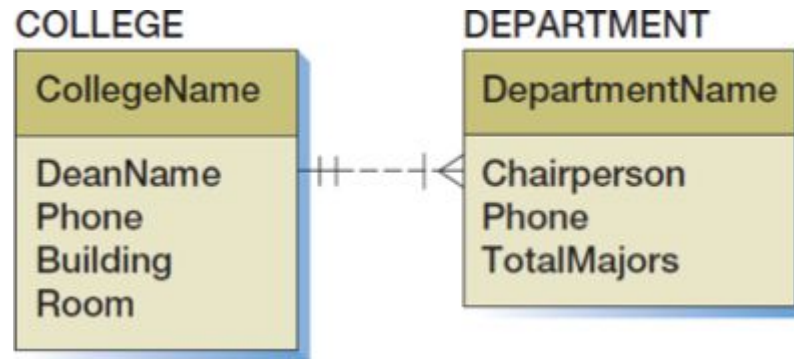 COLLEGE
CollegeName
DeanName
Phone
Building
Room
DEPARTMENT
DepartmentName
Chairperson
Phone
TotalMajors